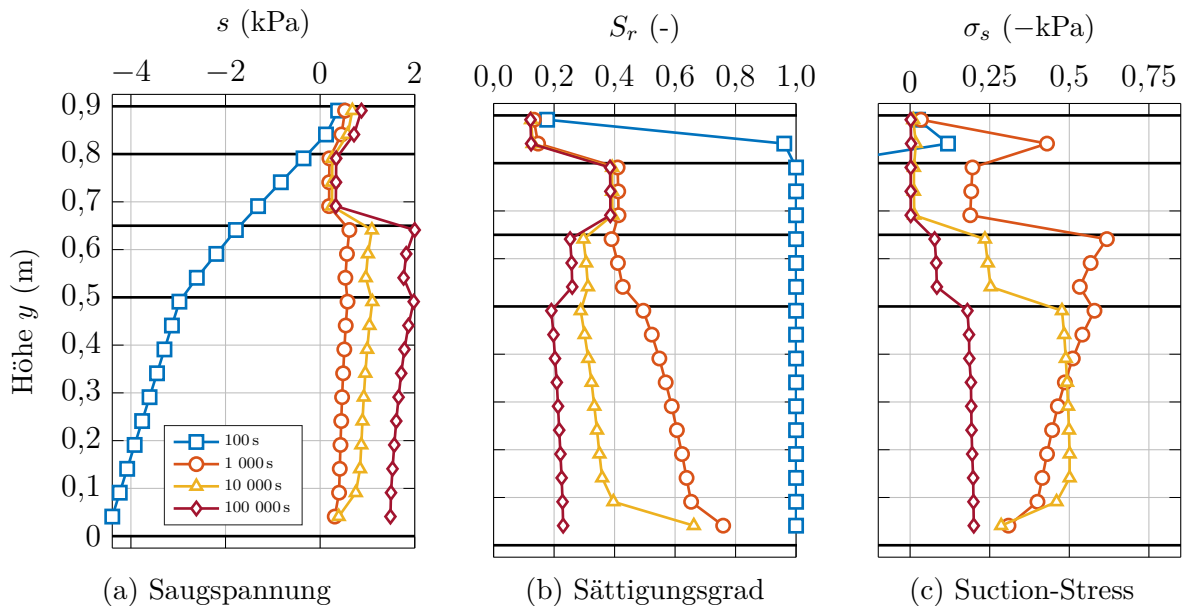 s (kPa)
−4 −2 0 2
0,9
0,8
0,7
0,6
0,5
0,4
0,3
0,2
0,1
0
Höhe y (m)
100 s
1 000 s
10 000 s
100 000 s
(a) Saugspannung
S_r (-)
0,0 0,2 0,4 0,6 0,8 1,0
(b) Sättigungsgrad
σ_s (−kPa)
0 0,25 0,5 0,75
(c) Suction-Stress